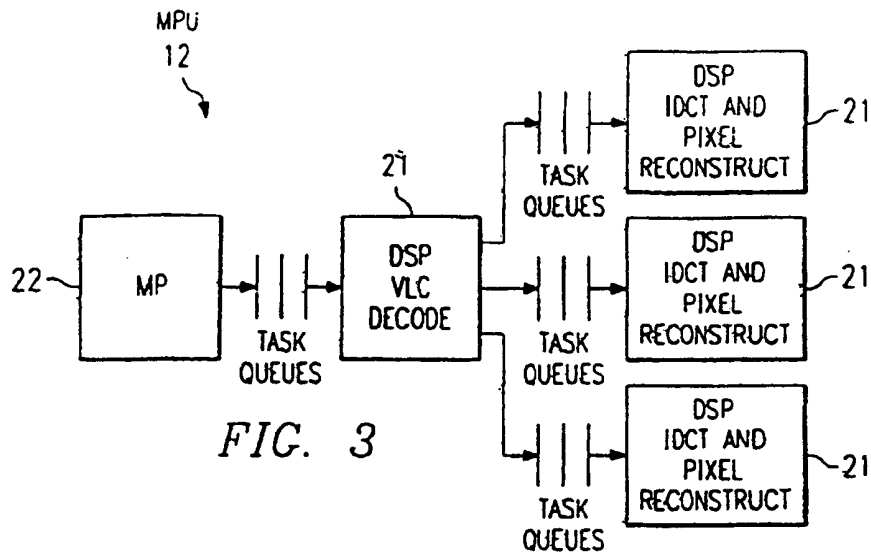 MPU
12
DSP
IDCT AND
PIXEL
RECONSTRUCT
21
TASK
QUEUES
21
DSP
VLC
DECODE
22
MP
TASK
QUEUES
DSP
IDCT AND
PIXEL
RECONSTRUCT
21
TASK
QUEUES
DSP
IDCT AND
PIXEL
RECONSTRUCT
21
TASK
QUEUES
FIG. 3